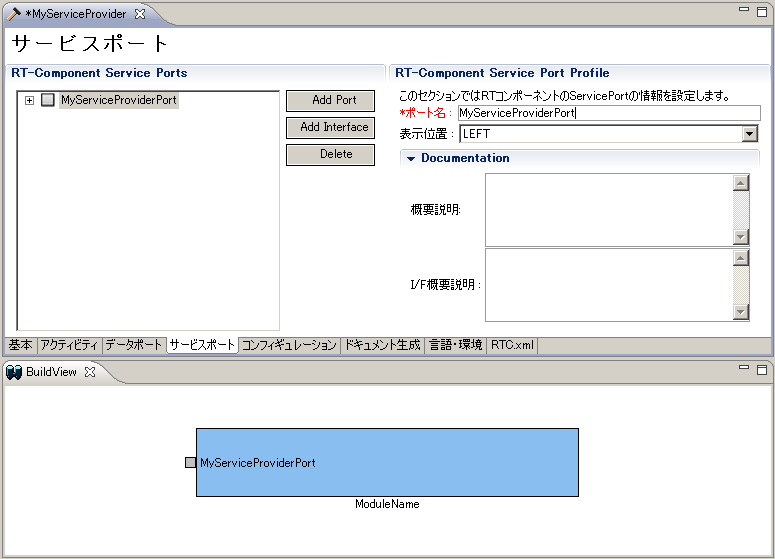 *MyServiceProvider
サービスポート
RT-Component Service Ports
MyServiceProviderPort
Add Port
Add Interface
Delete
RT-Component Service Port Profile
このセクションではRTコンポーネントのServicePortの情報を設定します。
*ポート名 : MyServiceProviderPort
表示位置 : LEFT
Documentation
概要説明:
I/F概要説明 :
基本 アクティビティ データポート サービスポート コンフィギュレーション ドキュメント生成 言語・環境 RTC.xml
BuildView
MyServiceProviderPort
ModuleName